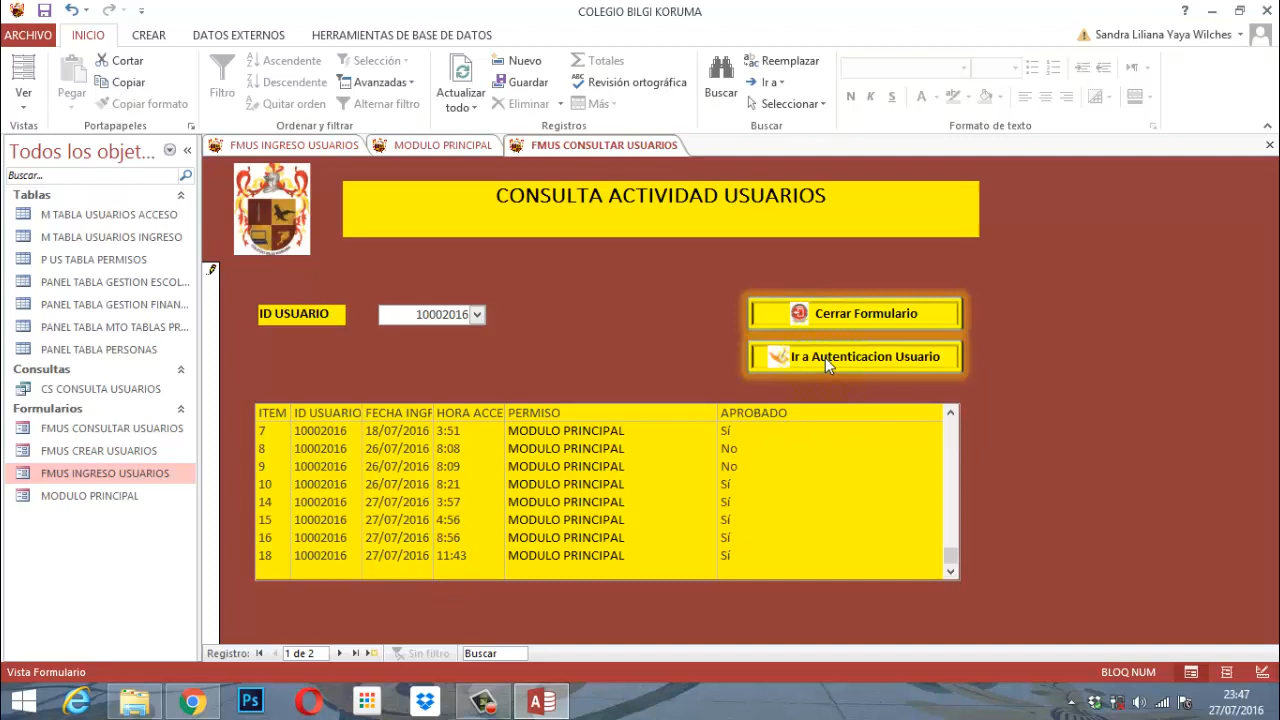 COLEGIO BILGI KORUMA
ARCHIVO INICIO CREAR DATOS EXTERNOS HERRAMIENTAS DE BASE DE DATOS
Sandra Liliana Yaya Wilches
Ver
Vistas
Pegar
Cortar
Copiar
Copiar formato
Portapapeles
Filtro
Ascendente
Descendente
Quitar orden
Selección
Avanzadas
Alternar filtro
Ordenar y filtrar
Actualizar
todo
Nuevo
Guardar
Eliminar
Totales
Revisión ortográfica
Más
Registros
Buscar
Reemplazar
Ir a
Seleccionar
Buscar
N K S
A
Formato de texto
Todos los objet...
Buscar...
Tablas
M TABLA USUARIOS ACCESO
M TABLA USUARIOS INGRESO
P US TABLA PERMISOS
PANEL TABLA GESTION ESCOL...
PANEL TABLA GESTION FINAN...
PANEL TABLA MTO TABLAS PR...
PANEL TABLA PERSONAS
Consultas
CS CONSULTA USUARIOS
Formularios
FMUS CONSULTAR USUARIOS
FMUS CREAR USUARIOS
FMUS INGRESO USUARIOS
MODULO PRINCIPAL
FMUS INGRESO USUARIOS MODULO PRINCIPAL FMUS CONSULTAR USUARIOS
CONSULTA ACTIVIDAD USUARIOS
ID USUARIO 10002016
Cerrar Formulario
Ir a Autenticacion Usuario
ITEM ID USUARIO FECHA INGR HORA ACCE PERMISO APROBADO
7 10002016 18/07/2016 3:51 MODULO PRINCIPAL Sí
8 10002016 26/07/2016 8:08 MODULO PRINCIPAL No
9 10002016 26/07/2016 8:09 MODULO PRINCIPAL No
10 10002016 26/07/2016 8:21 MODULO PRINCIPAL Sí
14 10002016 27/07/2016 3:57 MODULO PRINCIPAL Sí
15 10002016 27/07/2016 4:56 MODULO PRINCIPAL Sí
16 10002016 27/07/2016 8:56 MODULO PRINCIPAL Sí
18 10002016 27/07/2016 11:43 MODULO PRINCIPAL Sí
Registro: 1 de 2 Sin filtro Buscar
Vista Formulario BLOQ NUM
Ps
23:47
27/07/2016